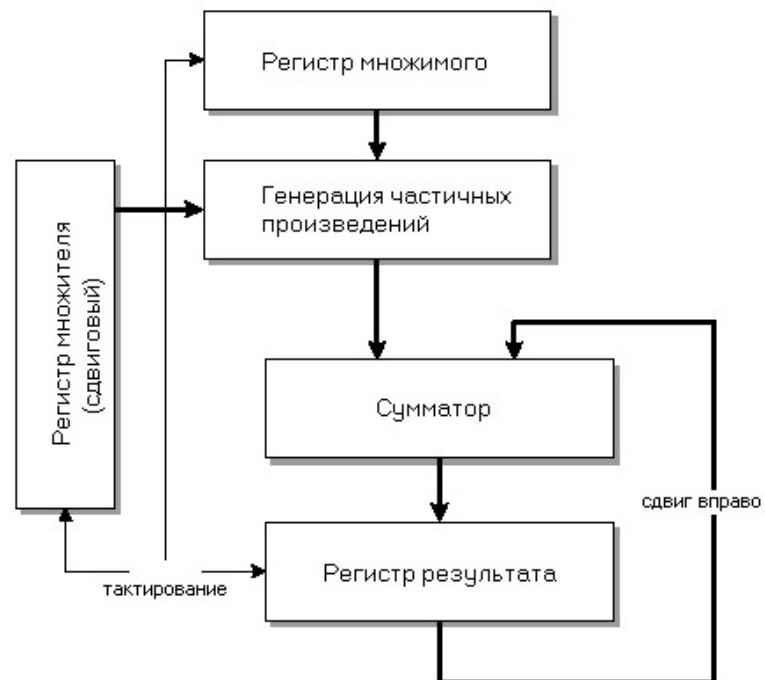 Регистр множимого
Генерация частичных
произведений
Регистр множителя
(сдвиговый)
Сумматор
сдвиг вправо
Регистр результата
тактирование